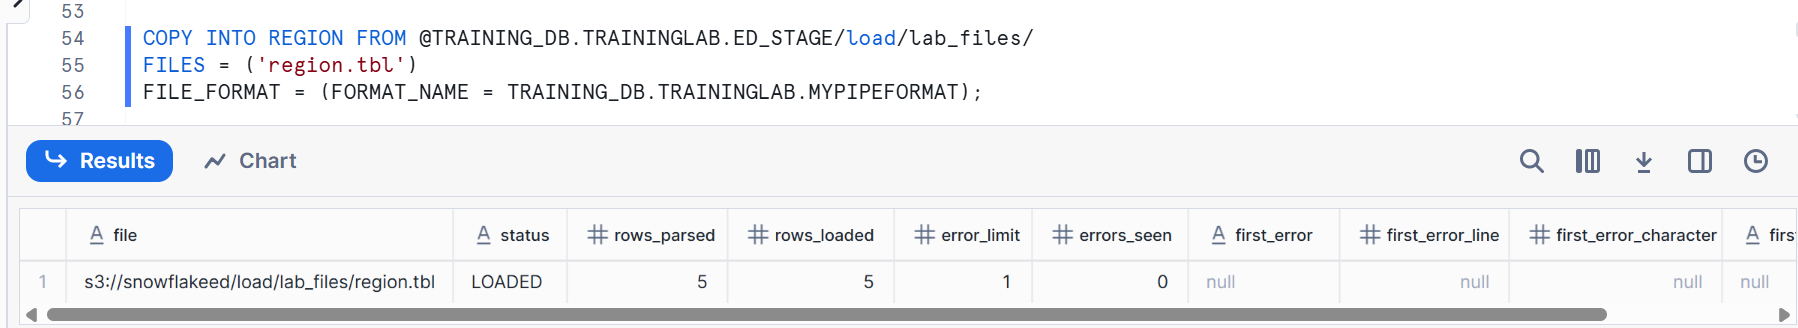 53
54 COPY INTO REGION FROM @TRAINING_DB.TRAININGLAB.ED_STAGE/load/lab_files/
55 FILES = ('region.tbl')
56 FILE_FORMAT = (FORMAT_NAME = TRAINING_DB.TRAININGLAB.MYPIPEFORMAT);
57
Results Chart
file status rows_parsed rows_loaded error_limit errors_seen first_error first_error_line first_error_character firs
1 s3://snowflakeed/load/lab_files/region.tbl LOADED 5 5 1 0 null null null null